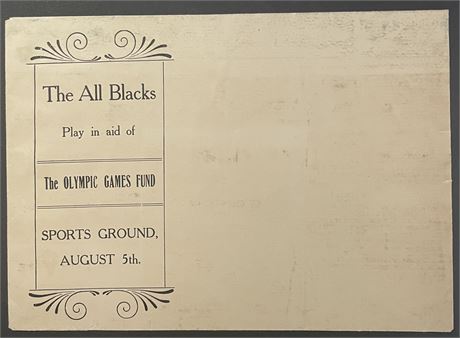 The All Blacks
Play in aid of
The OLYMPIC GAMES FUND
SPORTS GROUND,
AUGUST 5th.